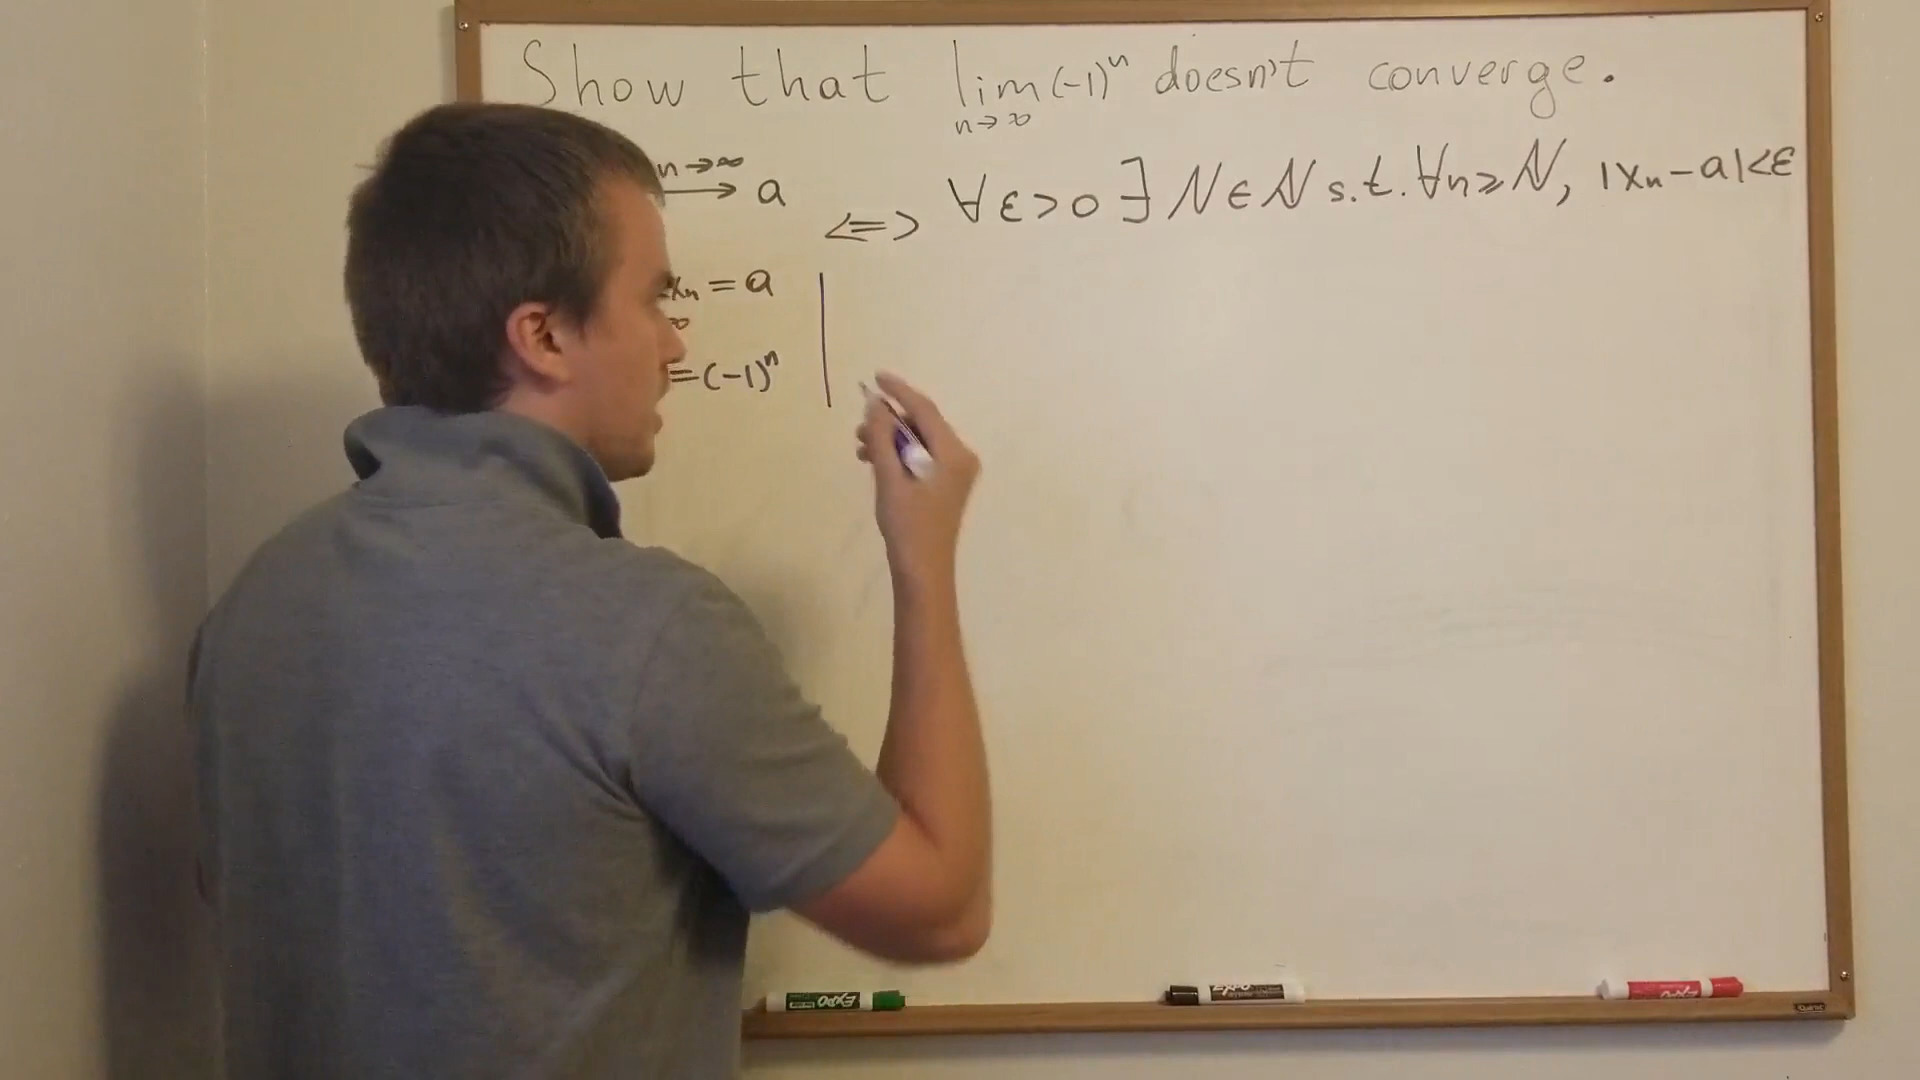 Show that lim (-1)ⁿ doesn't converge.
n→∞
n→∞
→ a
<=> ∀ε>0 ∃ N∈ℕ s.t. ∀n⩾N, |xₙ-a|<ε
xₙ = a
∞
=(-1)ⁿ
EXPO
EXPO
EXPO